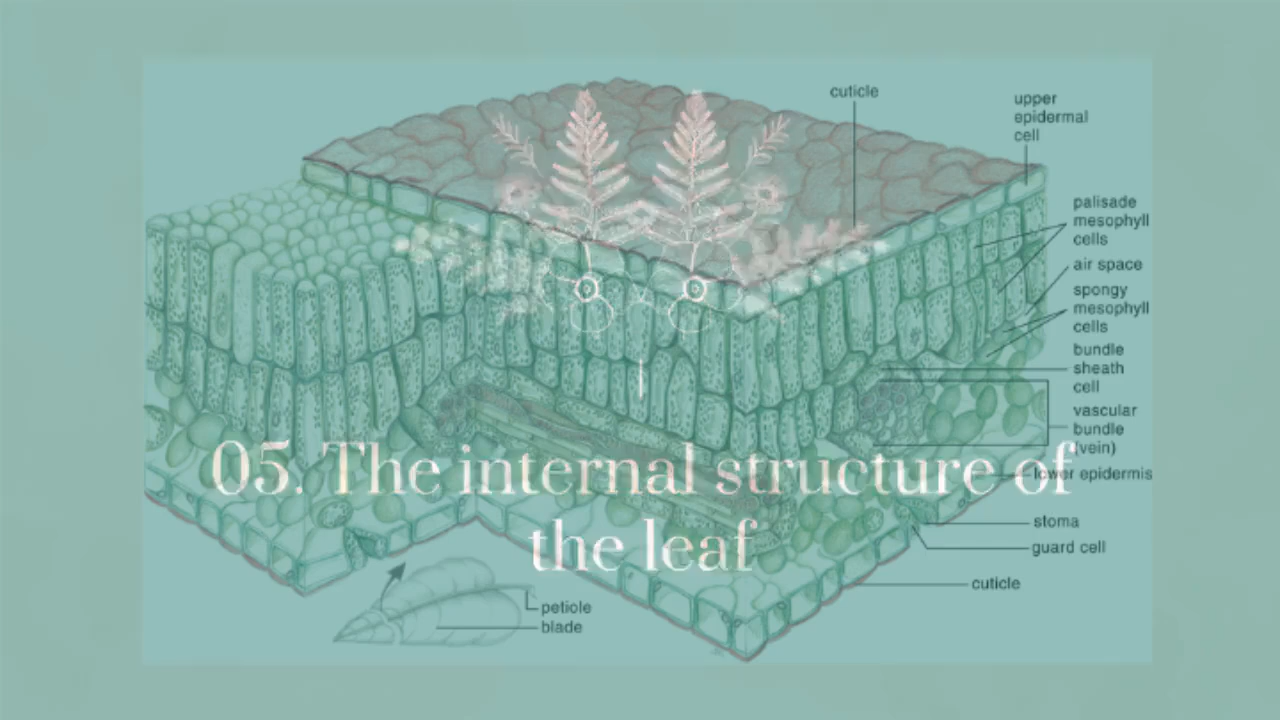 cuticle
upper
epidermal
cell
palisade
mesophyll
cells
air space
spongy
mesophyll
cells
bundle
sheath
cell
vascular
bundle
(vein)
lower epidermis
05. The internal structure of
the leaf
stoma
guard cell
cuticle
petiole
blade